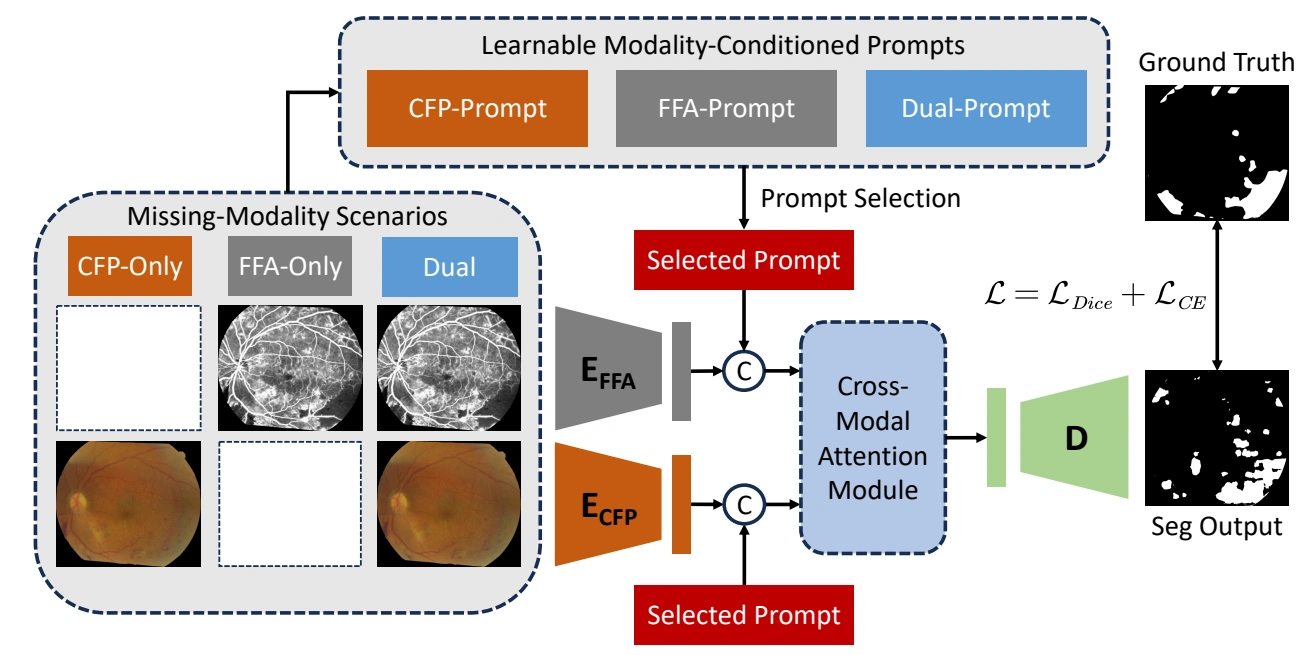 Learnable Modality-Conditioned Prompts
CFP-Prompt
FFA-Prompt
Dual-Prompt
Ground Truth
Prompt Selection
Missing-Modality Scenarios
CFP-Only
FFA-Only
Dual
Selected Prompt
ℒ = ℒ_Dice + ℒ_CE
E_FFA
C
Cross-
Modal
Attention
Module
D
E_CFP
C
Seg Output
Selected Prompt